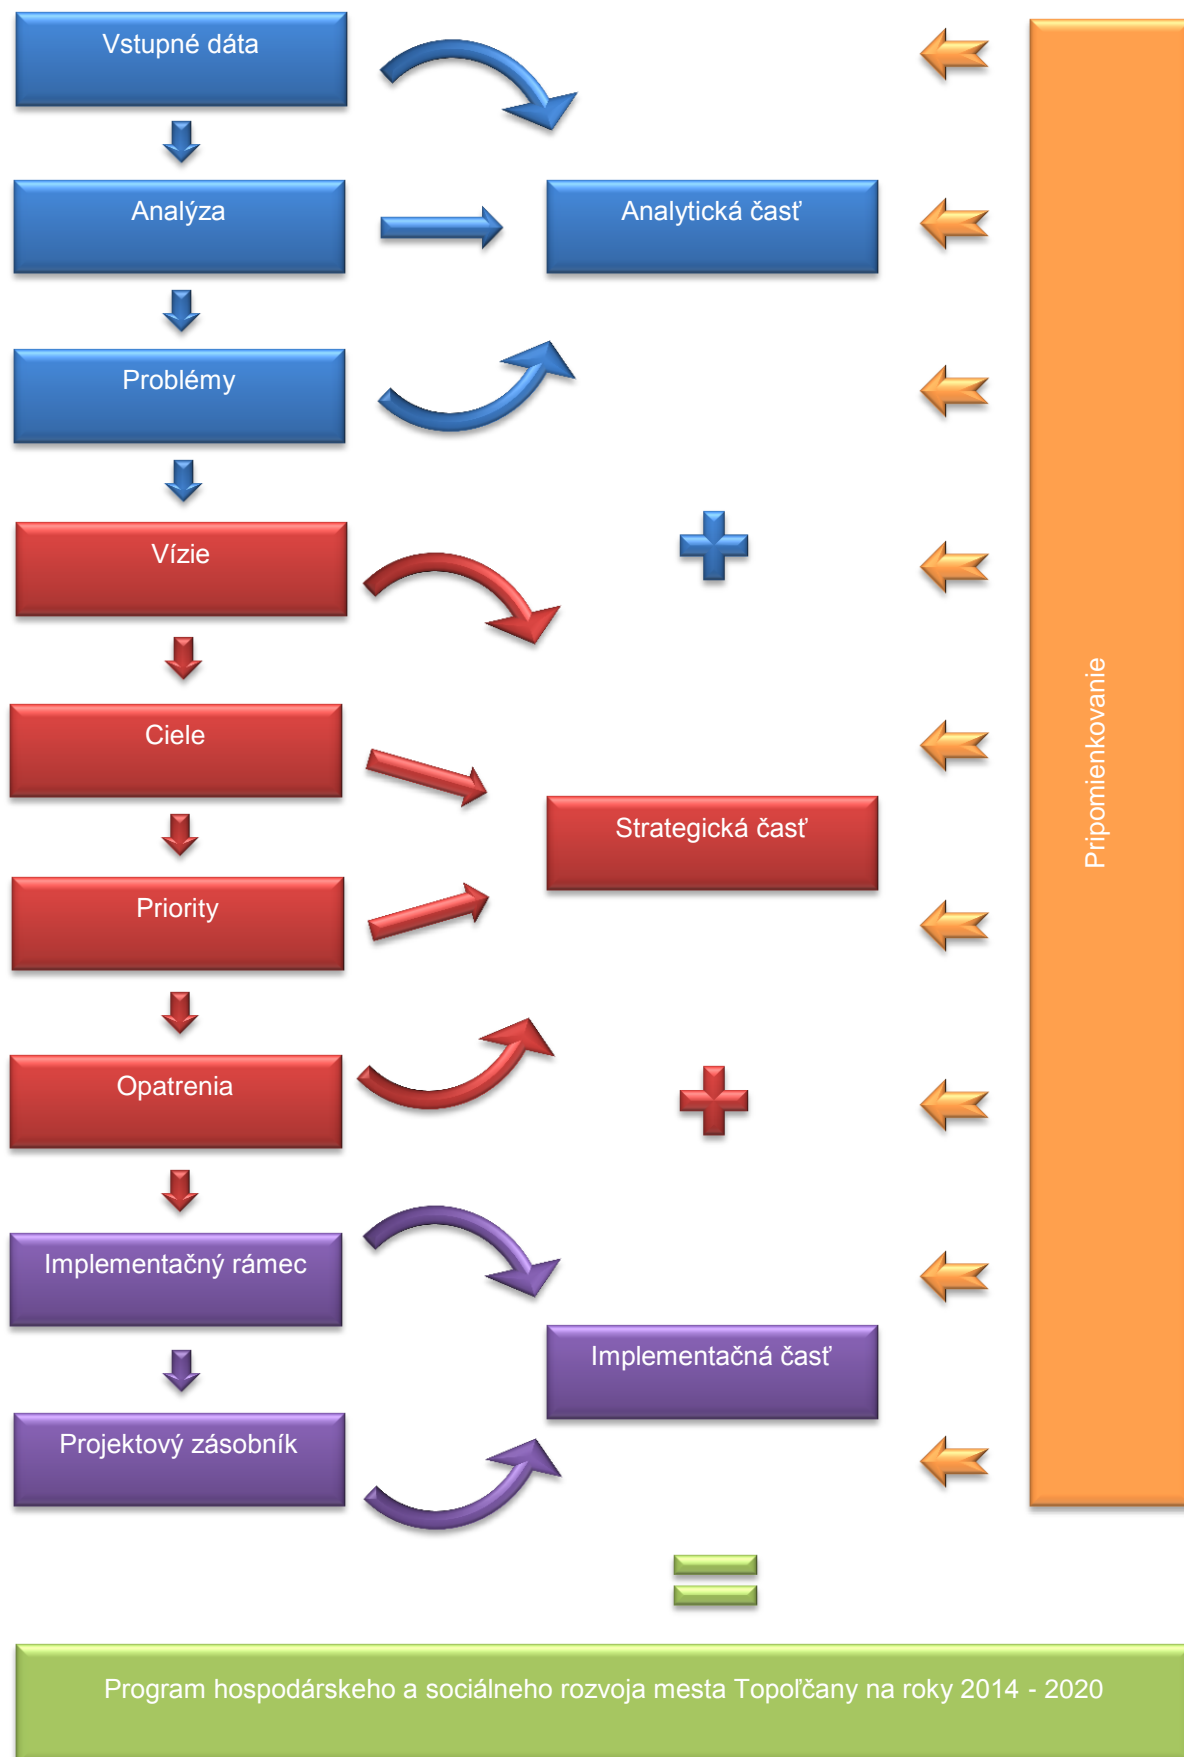 Vstupné dáta
Analýza
Analytická časť
Problémy
Vízie
Ciele
Strategická časť
Priority
Opatrenia
Implementačný rámec
Implementačná časť
Projektový zásobník
Pripomienkovanie
Program hospodárskeho a sociálneho rozvoja mesta Topoľčany na roky 2014 - 2020